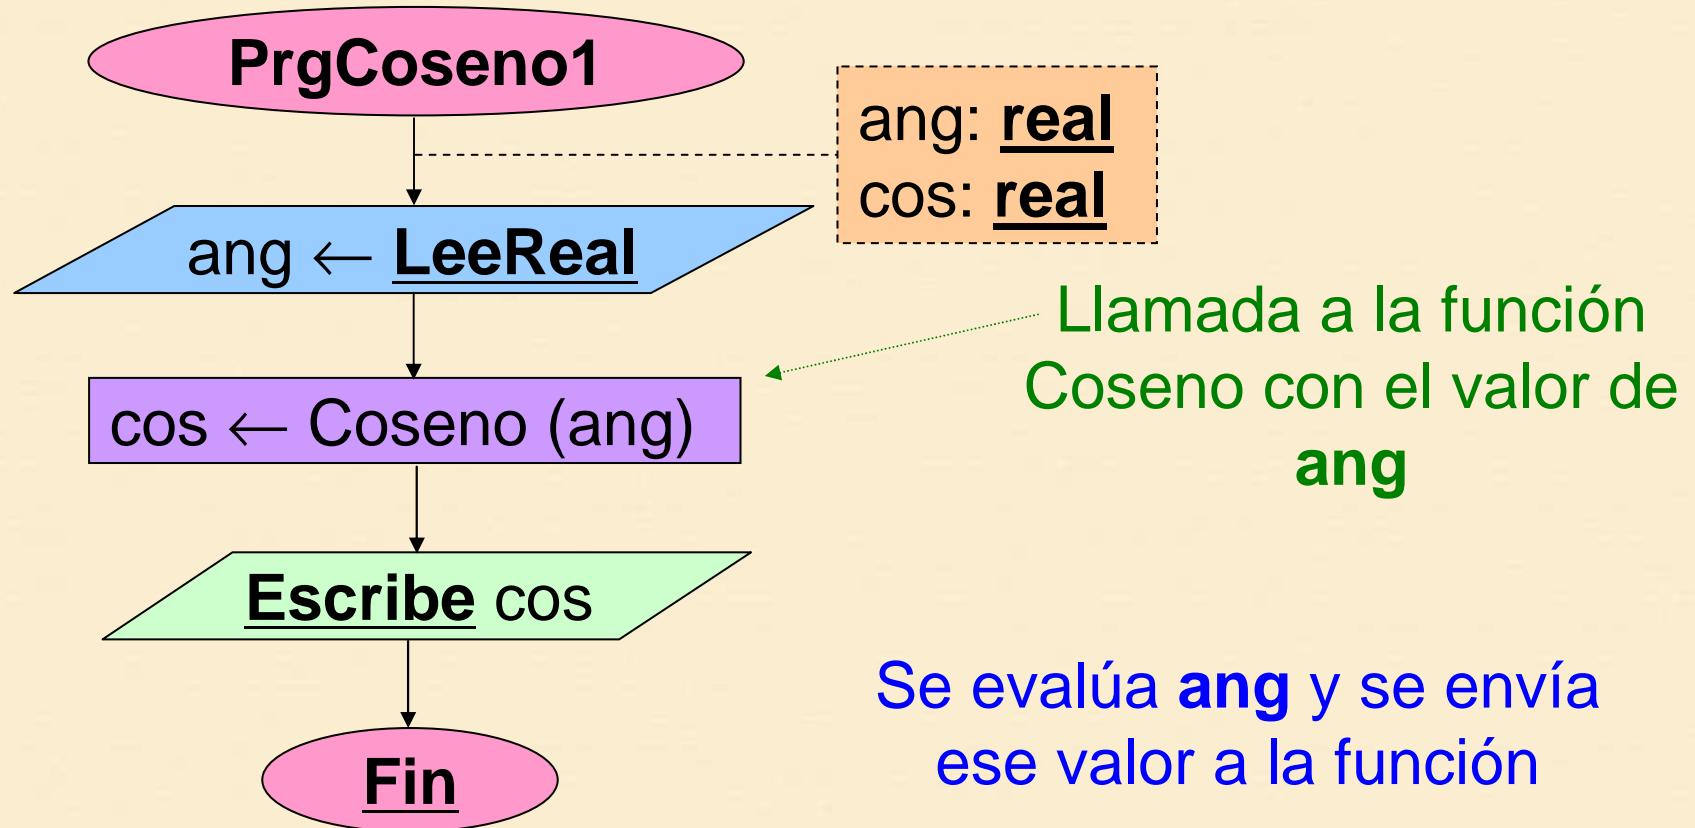 PrgCoseno1
ang: real
cos: real
ang ← LeeReal
Llamada a la función
Coseno con el valor de
ang
cos ← Coseno (ang)
Escribe cos
Se evalúa ang y se envía
ese valor a la función
Fin